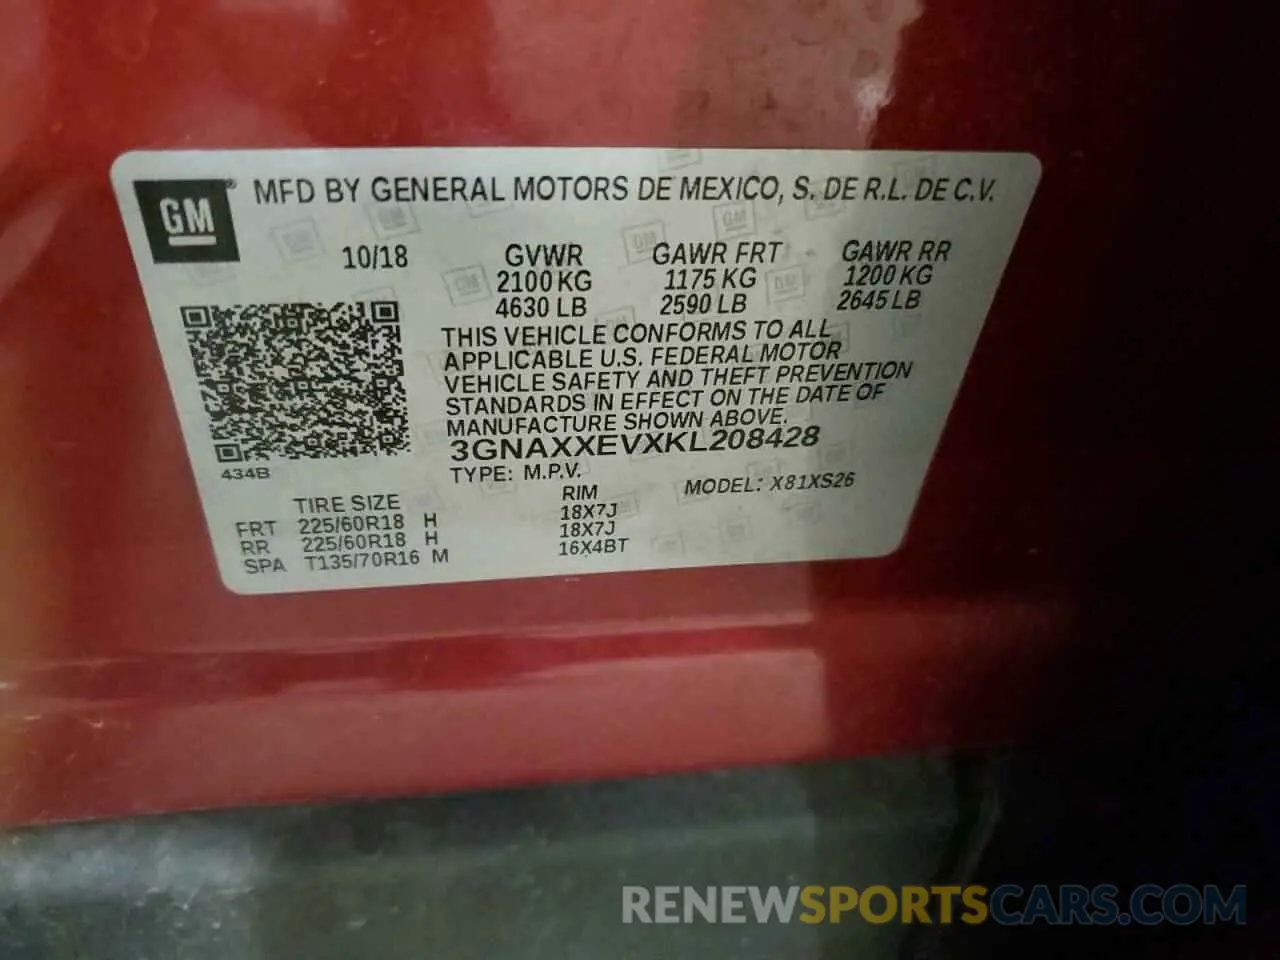 GM® MFD BY GENERAL MOTORS DE MEXICO, S. DE R.L. DE C.V.
10/18 GVWR GAWR FRT GAWR RR
2100 KG 1175 KG 1200 KG
4630 LB 2590 LB 2645 LB
THIS VEHICLE CONFORMS TO ALL
APPLICABLE U.S. FEDERAL MOTOR
VEHICLE SAFETY AND THEFT PREVENTION
STANDARDS IN EFFECT ON THE DATE OF
MANUFACTURE SHOWN ABOVE.
3GNAXXEVXKL208428
434B
TYPE: M.P.V. MODEL: X81XS26
TIRE SIZE RIM
FRT 225/60R18 H 18X7J
RR 225/60R18 H 18X7J
SPA T135/70R16 M 16X4BT
RENEWSPORTSCARS.COM